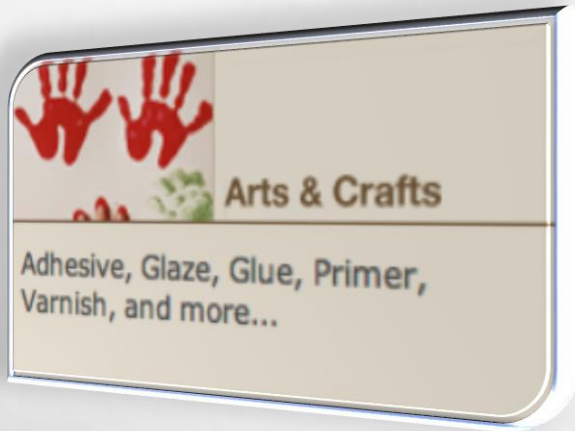 Arts & Crafts
Adhesive, Glaze, Glue, Primer,
Varnish, and more...